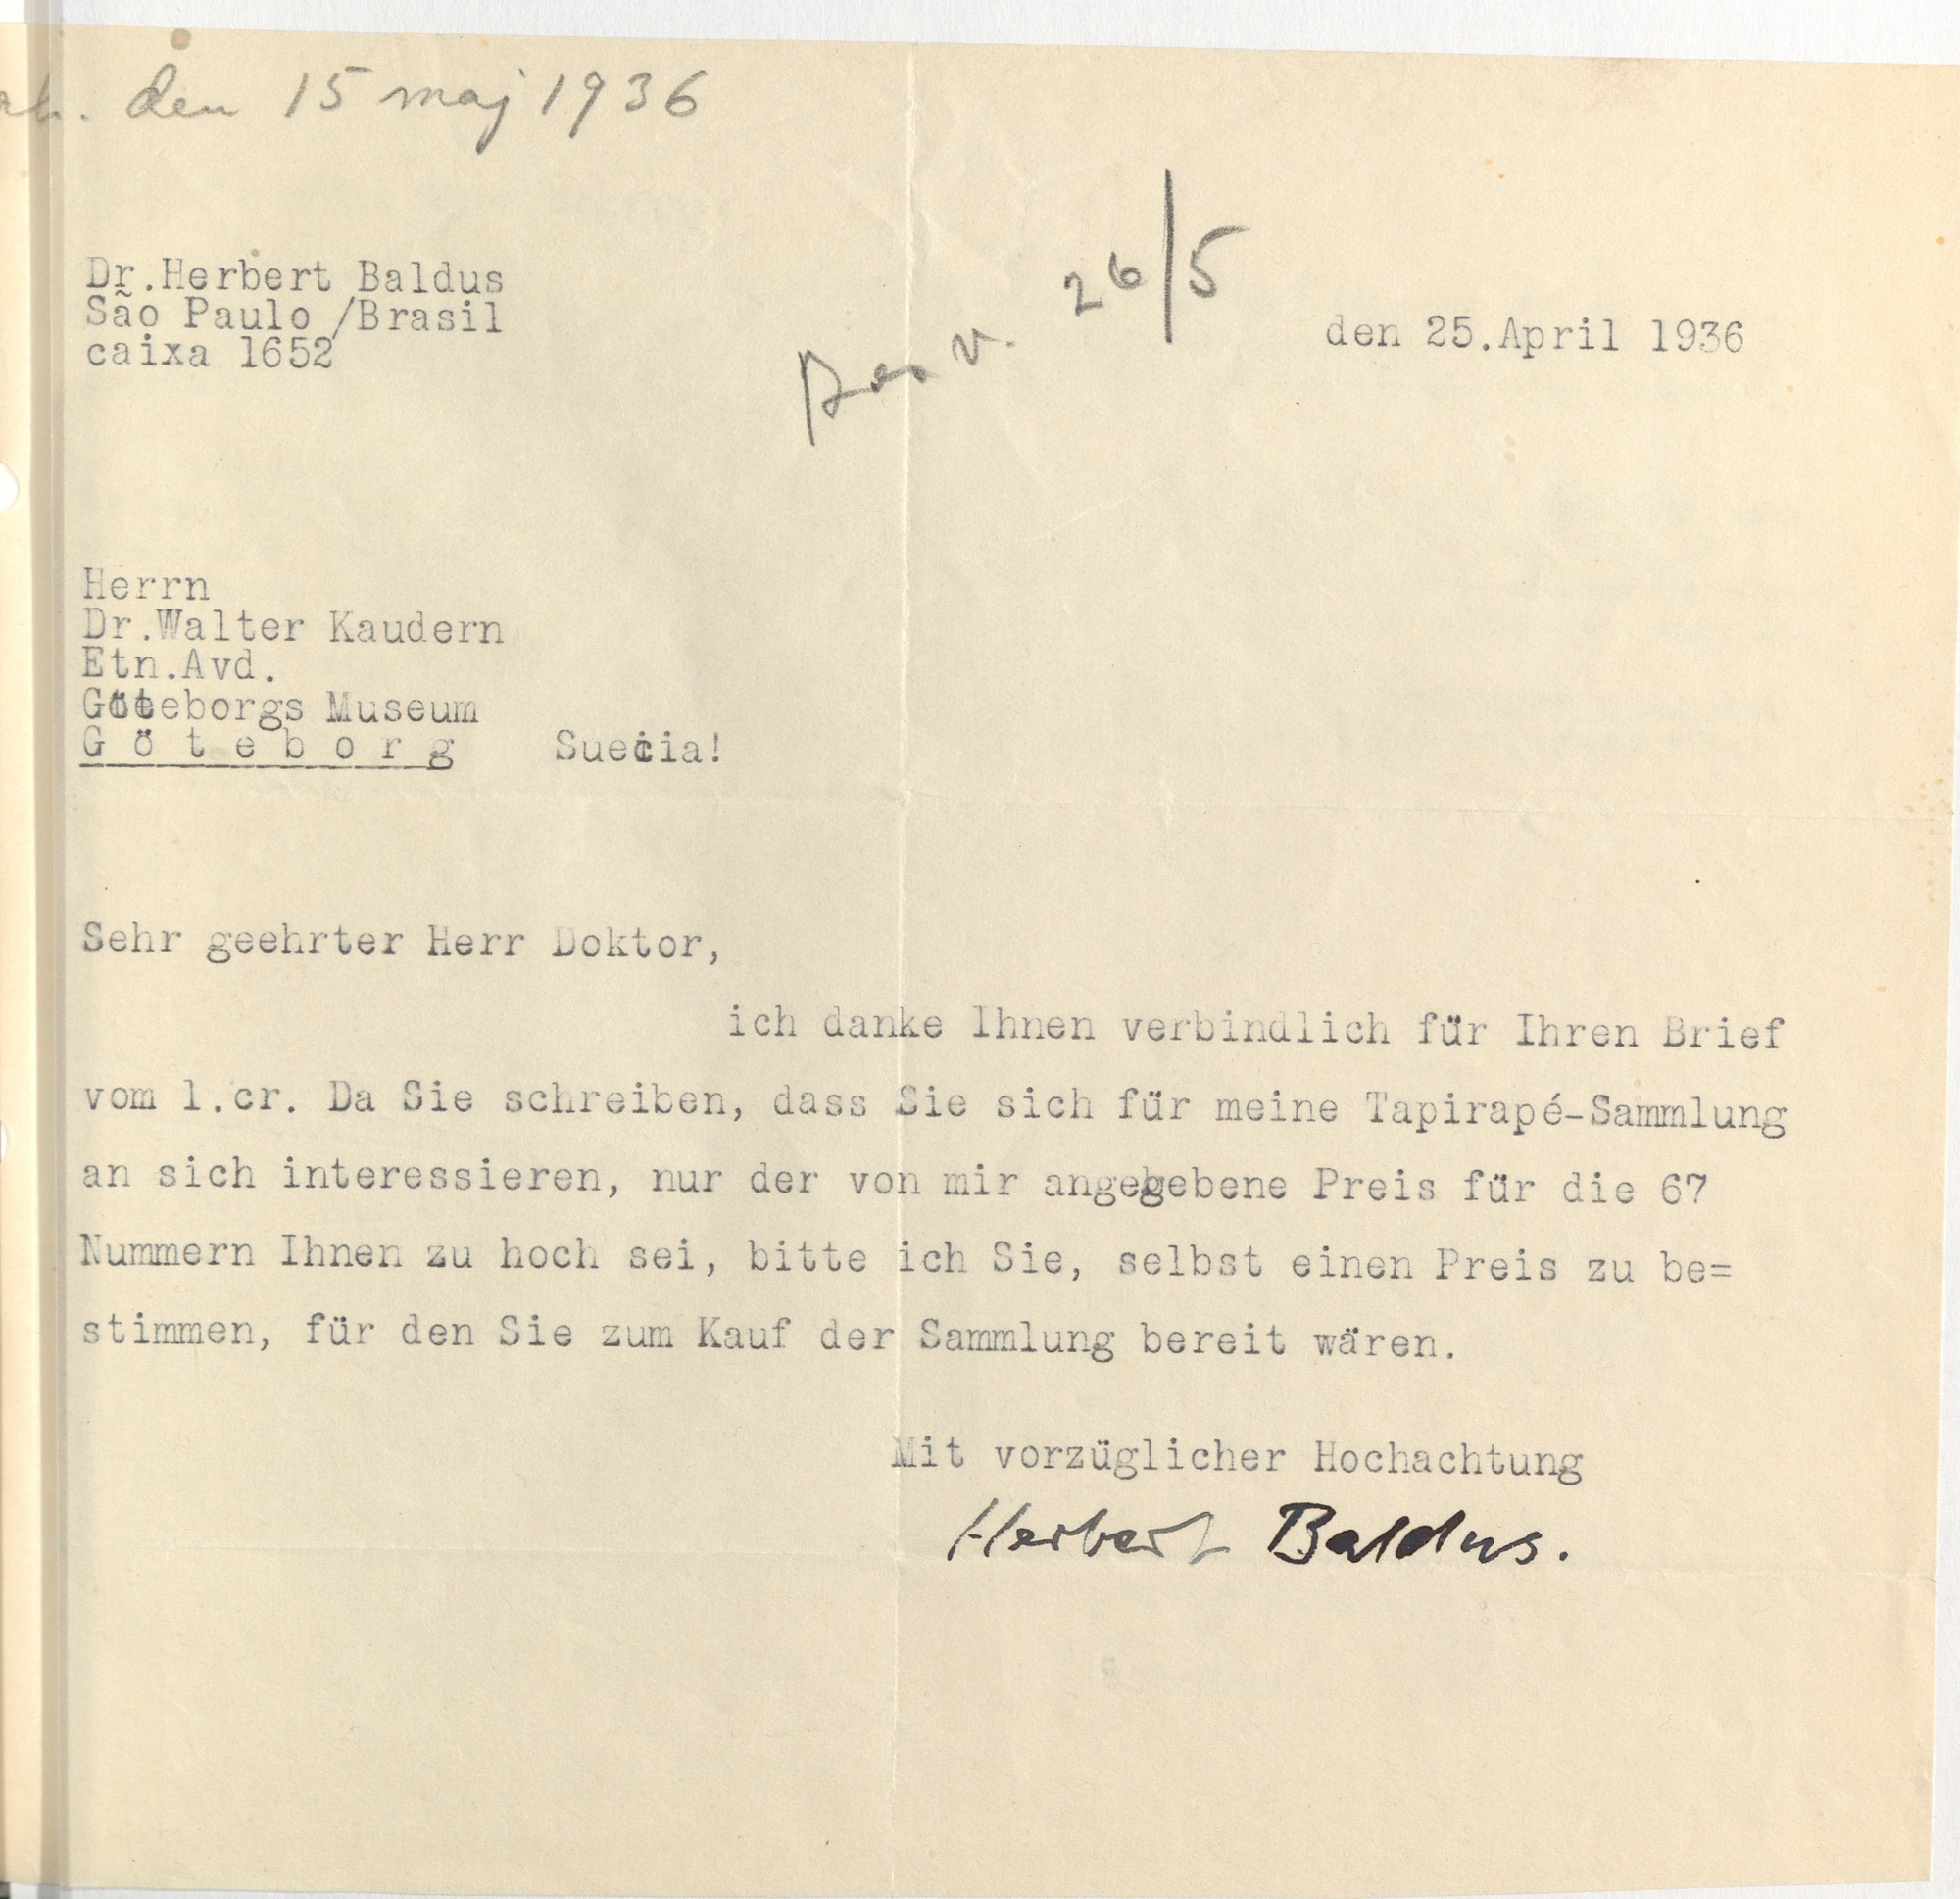 den 15 maj 1936
26/5
Dr.Herbert Baldus
São Paulo /Brasil
caixa 1652
den 25.April 1936
Herrn
Dr.Walter Kaudern
Etn.Avd.
Göteborgs Museum
G ö t e b o r g Suecia!
Sehr geehrter Herr Doktor,
ich danke Ihnen verbindlich für Ihren Brief
vom 1.cr. Da Sie schreiben, dass Sie sich für meine Tapirapé-Sammlung
an sich interessieren, nur der von mir angegebene Preis für die 67
Nummern Ihnen zu hoch sei, bitte ich Sie, selbst einen Preis zu be=
stimmen, für den Sie zum Kauf der Sammlung bereit wären.
Mit vorzüglicher Hochachtung
Herbert Baldus.